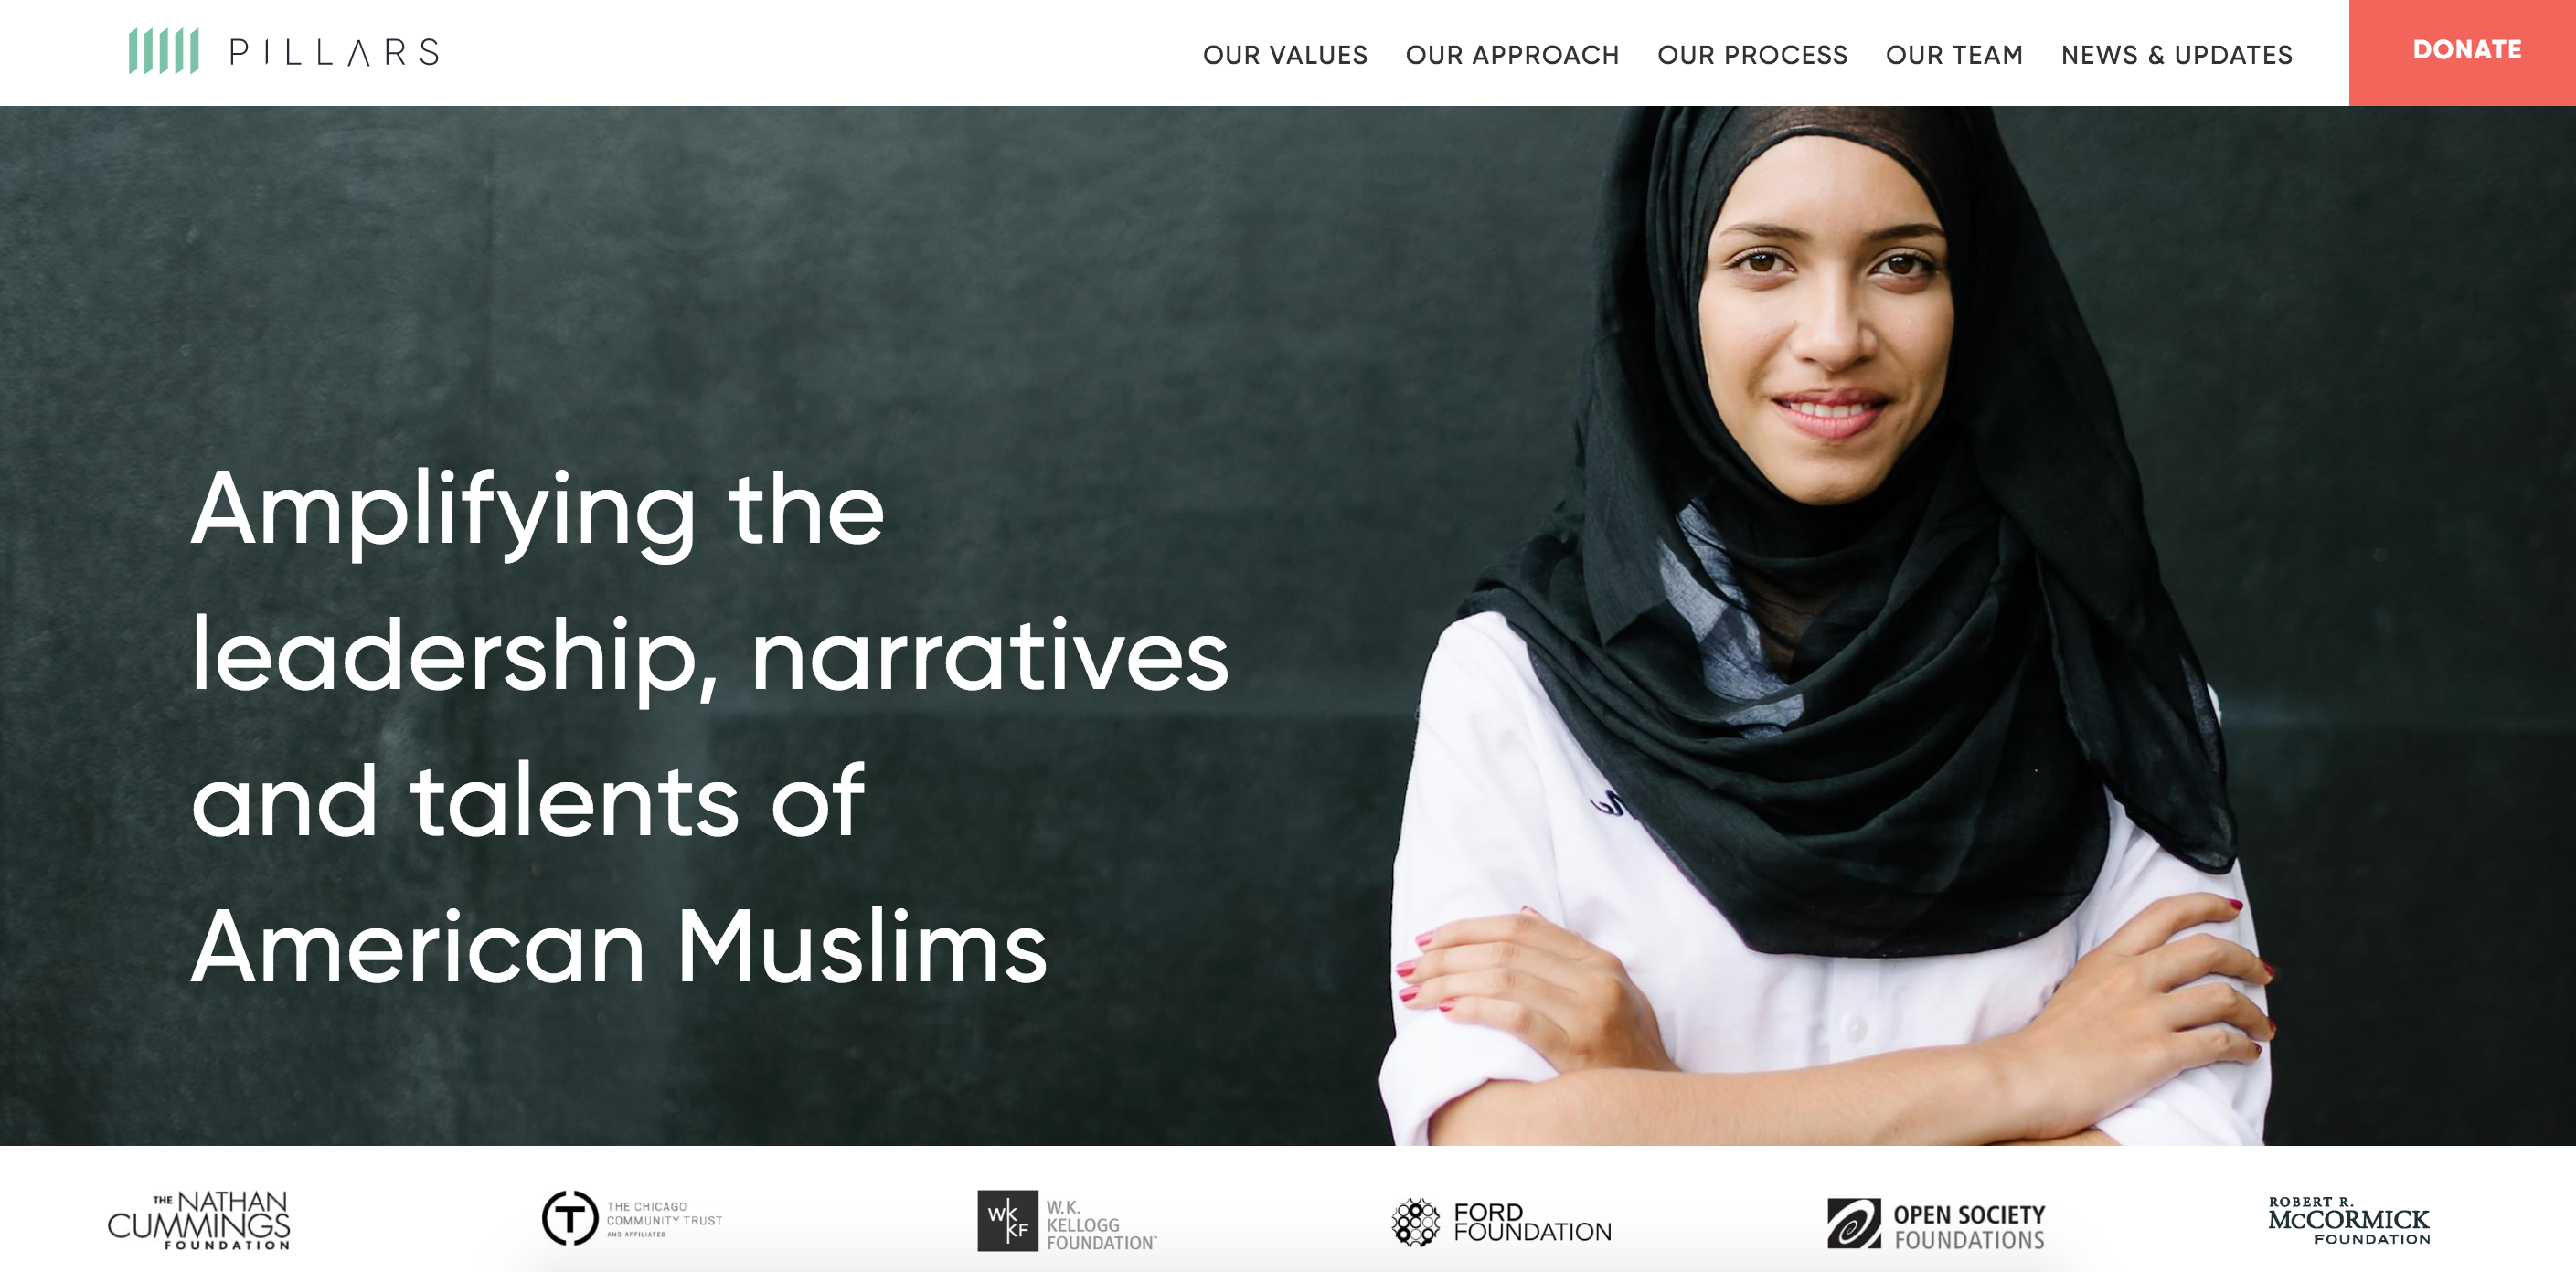 PILLARS
OUR VALUES
OUR APPROACH
OUR PROCESS
OUR TEAM
NEWS & UPDATES
DONATE
Amplifying the
leadership, narratives
and talents of
American Muslims
THE NATHAN
CUMMINGS
FOUNDATION
T
THE CHICAGO
COMMUNITY TRUST
AND AFFILIATES
WK
KF
W.K.
KELLOGG
FOUNDATION™
FORD
FOUNDATION
OPEN SOCIETY
FOUNDATIONS
ROBERT R.
McCORMICK
FOUNDATION